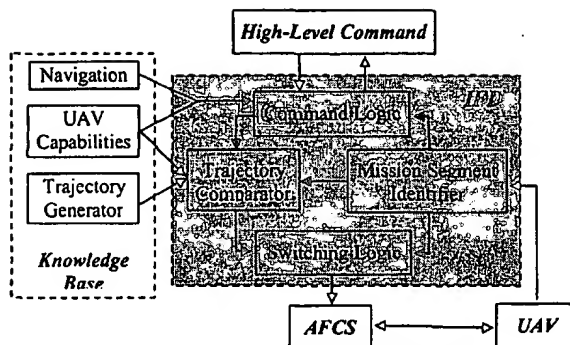 High-Level Command
Navigation
UAV
Capabilities
Trajectory
Generator
Knowledge
Base
Command Logic
Trajectory
Comparator
Mission Segment
Identifier
Switching Logic
AFCS
UAV